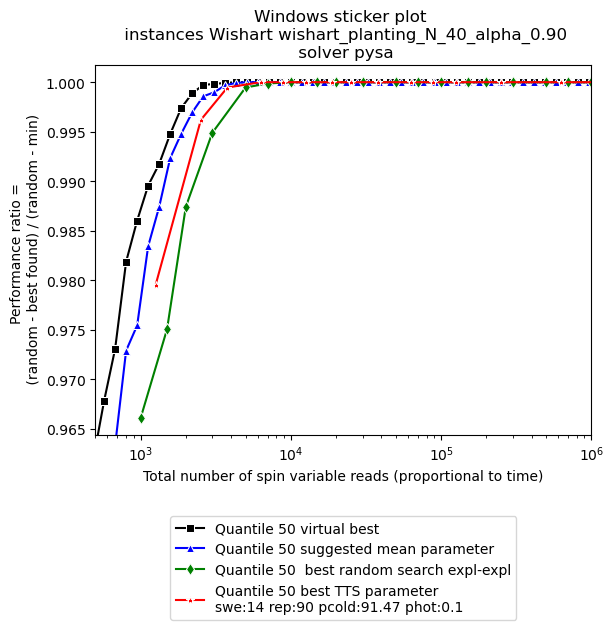 Windows sticker plot
instances Wishart wishart_planting_N_40_alpha_0.90
solver pysa
Performance ratio =
(random - best found) / (random - min)
1.000
0.995
0.990
0.985
0.980
0.975
0.970
0.965
10³
10⁴
10⁵
10⁶
Total number of spin variable reads (proportional to time)
Quantile 50 virtual best
Quantile 50 suggested mean parameter
Quantile 50  best random search expl-expl
Quantile 50 best TTS parameter
swe:14 rep:90 pcold:91.47 phot:0.1